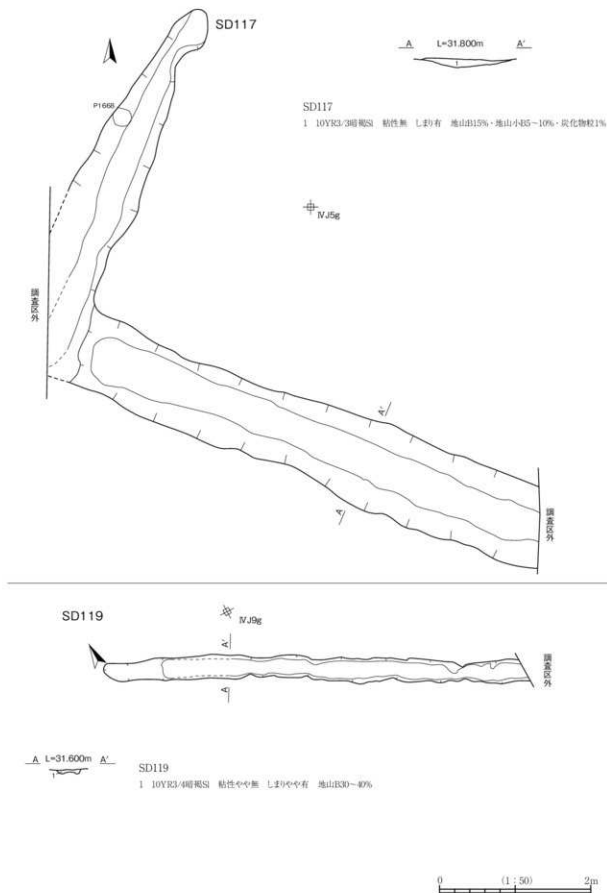 SD117
A L=31.800m A'
P1668
SD117
1 10YR3/3暗褐SI 粘性無 しまり有 地山B15%・地山小B5~10%・炭化物粒1%
ⅣJ5g
調査区外
A'
A
調査区外
SD119
ⅣJ9g
A'
調査区外
A
A L=31.600m A'
1
SD119
1 10YR3/4暗褐SI 粘性やや無 しまりやや有 地山B30~40%
0 (1:50) 2m